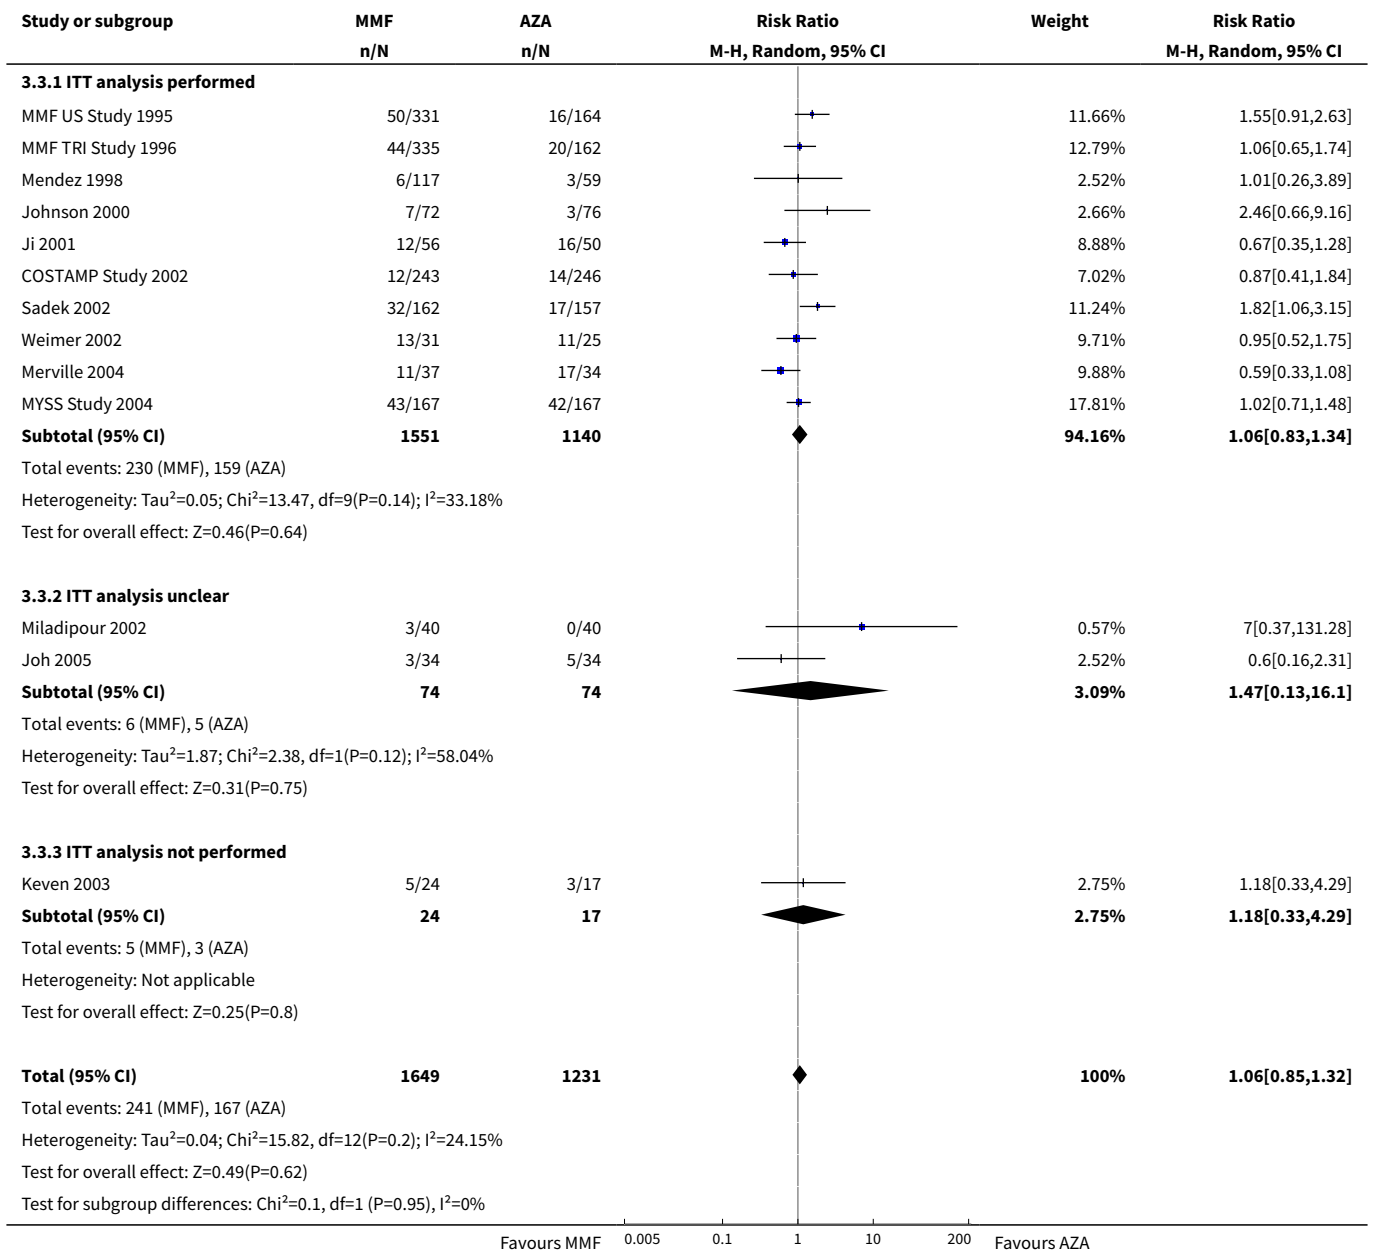 Study or subgroup MMF AZA Risk Ratio Weight Risk Ratio
n/N n/N M-H, Random, 95% CI M-H, Random, 95% CI
3.3.1 ITT analysis performed
MMF US Study 1995 50/331 16/164 11.66% 1.55[0.91,2.63]
MMF TRI Study 1996 44/335 20/162 12.79% 1.06[0.65,1.74]
Mendez 1998 6/117 3/59 2.52% 1.01[0.26,3.89]
Johnson 2000 7/72 3/76 2.66% 2.46[0.66,9.16]
Ji 2001 12/56 16/50 8.88% 0.67[0.35,1.28]
COSTAMP Study 2002 12/243 14/246 7.02% 0.87[0.41,1.84]
Sadek 2002 32/162 17/157 11.24% 1.82[1.06,3.15]
Weimer 2002 13/31 11/25 9.71% 0.95[0.52,1.75]
Merville 2004 11/37 17/34 9.88% 0.59[0.33,1.08]
MYSS Study 2004 43/167 42/167 17.81% 1.02[0.71,1.48]
Subtotal (95% CI) 1551 1140 94.16% 1.06[0.83,1.34]
Total events: 230 (MMF), 159 (AZA)
Heterogeneity: Tau²=0.05; Chi²=13.47, df=9(P=0.14); I²=33.18%
Test for overall effect: Z=0.46(P=0.64)
3.3.2 ITT analysis unclear
Miladipour 2002 3/40 0/40 0.57% 7[0.37,131.28]
Joh 2005 3/34 5/34 2.52% 0.6[0.16,2.31]
Subtotal (95% CI) 74 74 3.09% 1.47[0.13,16.1]
Total events: 6 (MMF), 5 (AZA)
Heterogeneity: Tau²=1.87; Chi²=2.38, df=1(P=0.12); I²=58.04%
Test for overall effect: Z=0.31(P=0.75)
3.3.3 ITT analysis not performed
Keven 2003 5/24 3/17 2.75% 1.18[0.33,4.29]
Subtotal (95% CI) 24 17 2.75% 1.18[0.33,4.29]
Total events: 5 (MMF), 3 (AZA)
Heterogeneity: Not applicable
Test for overall effect: Z=0.25(P=0.8)
Total (95% CI) 1649 1231 100% 1.06[0.85,1.32]
Total events: 241 (MMF), 167 (AZA)
Heterogeneity: Tau²=0.04; Chi²=15.82, df=12(P=0.2); I²=24.15%
Test for overall effect: Z=0.49(P=0.62)
Test for subgroup differences: Chi²=0.1, df=1 (P=0.95), I²=0%
Favours MMF 0.005 0.1 1 10 200 Favours AZA